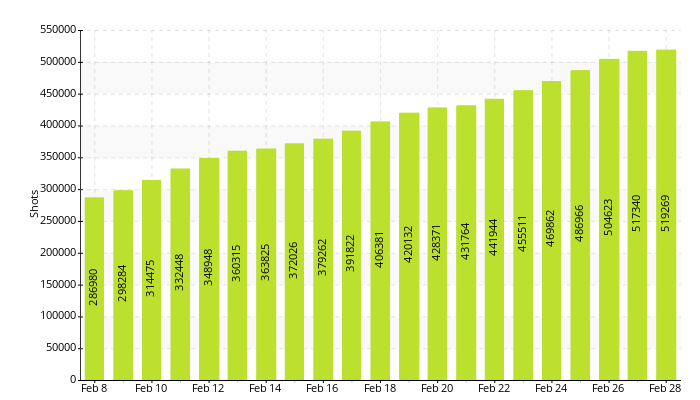 550000
500000
450000
400000
350000
300000
250000
200000
150000
100000
50000
0
Shots
286980
298284
314475
332448
348948
360315
363825
372026
379262
391822
406381
420132
428371
431764
441944
455511
469862
486966
504623
517340
519269
Feb 8
Feb 10
Feb 12
Feb 14
Feb 16
Feb 18
Feb 20
Feb 22
Feb 24
Feb 26
Feb 28